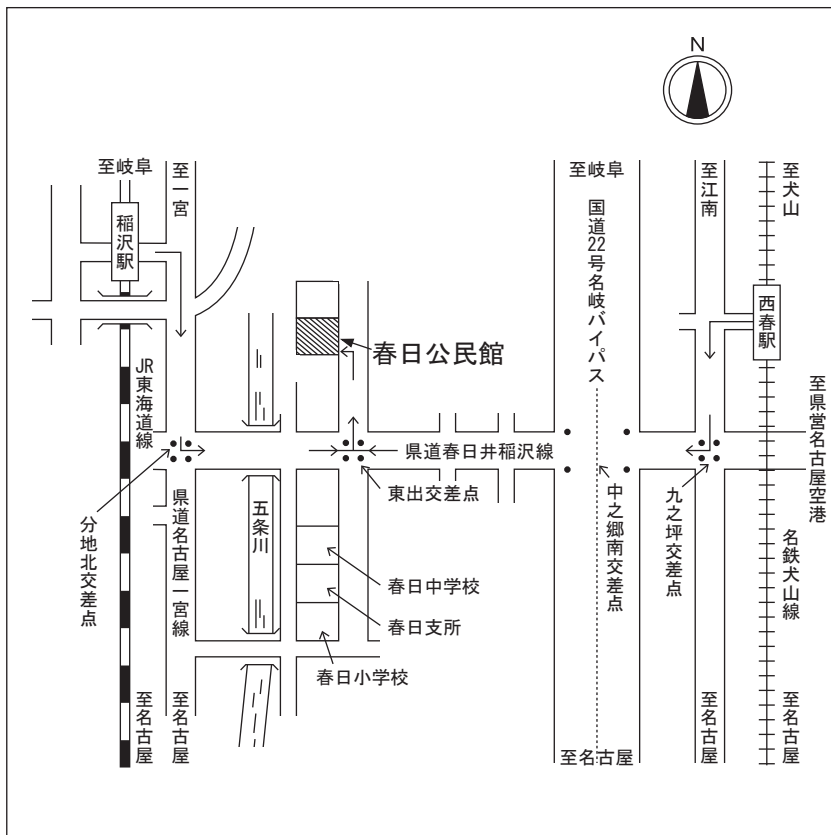 N
至岐阜
至一宮
稲沢駅
至岐阜
国道22号名岐バイパス
至江南
至犬山
西春駅
春日公民館
JR東海道線
至県営名古屋空港
県道春日井稲沢線
東出交差点
分地北交差点
県道名古屋一宮線
五条川
中之郷南交差点
九之坪交差点
名鉄犬山線
春日中学校
春日支所
春日小学校
至名古屋
至名古屋
至名古屋
至名古屋
至名古屋